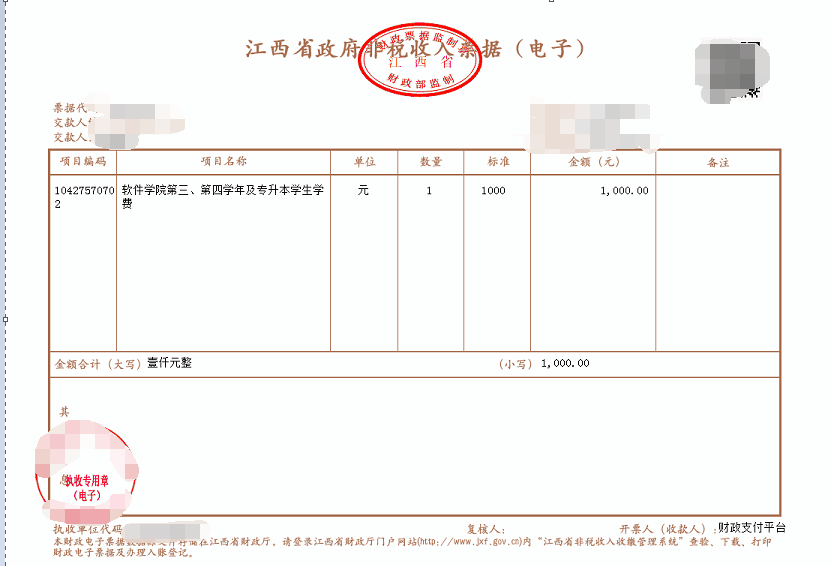 江西省政府非税收入票据（电子）
财政票据监制
江 西 省
财政部监制
票据代
交款人
交款人
项目编码 项目名称 单位 数量 标准 金额（元） 备注
1042757070 软件学院第三、第四学年及专升本学生学 元 1 1000 1,000.00
2 费
金额合计（大写） 壹仟元整 （小写） 1,000.00
其
执收专用章
（电子）
执收单位代码 复核人： 开票人（收款人）： 财政支付平台
本财政电子票据数据 文件存储在江西省财政厅。请登录江西省财政厅门户网站(http://www.jxf.gov.cn)内“江西省非税收入收缴管理系统”查验、下载、打印
财政电子票据及办理入账登记。